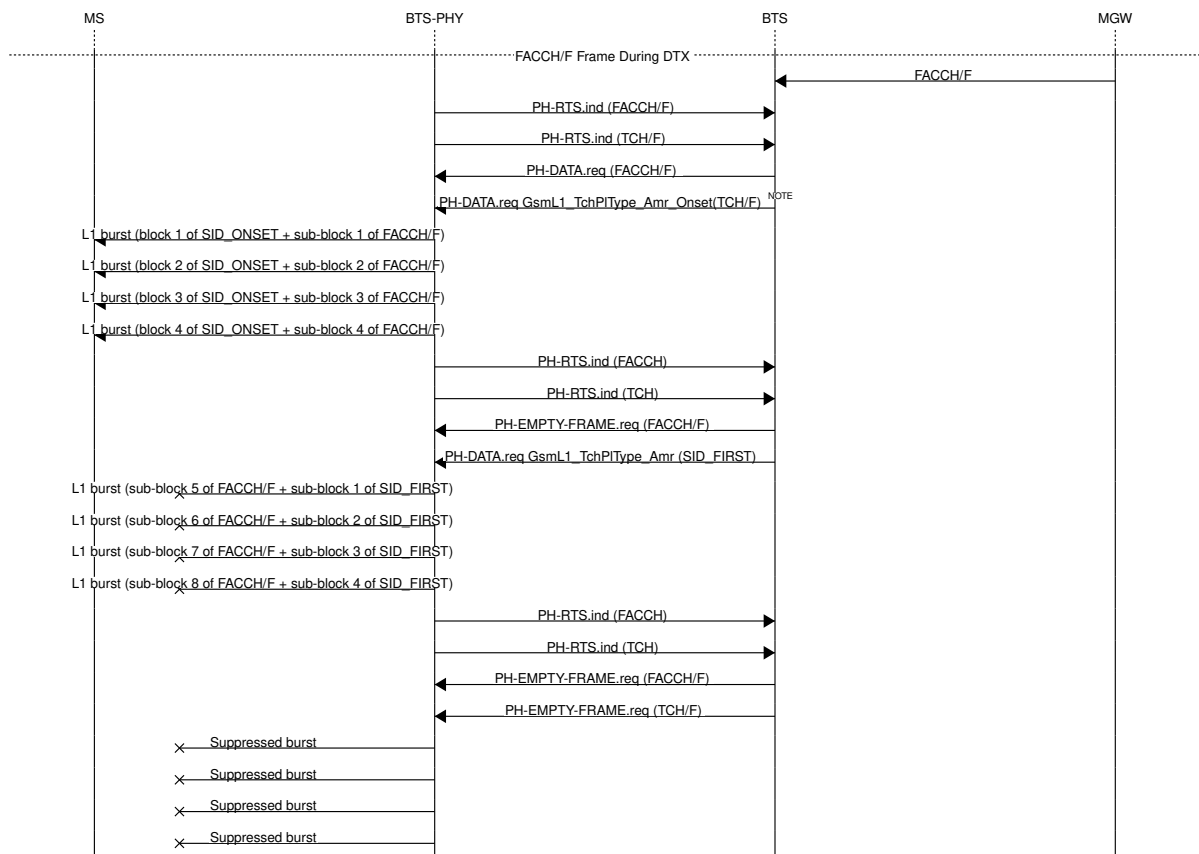 MS BTS-PHY BTS MGW
FACCH/F Frame During DTX
FACCH/F
PH-RTS.ind (FACCH/F)
PH-RTS.ind (TCH/F)
PH-DATA.req (FACCH/F)
PH-DATA.req GsmL1_TchPlType_Amr_Onset(TCH/F) NOTE
L1 burst (block 1 of SID_ONSET + sub-block 1 of FACCH/F)
L1 burst (block 2 of SID_ONSET + sub-block 2 of FACCH/F)
L1 burst (block 3 of SID_ONSET + sub-block 3 of FACCH/F)
L1 burst (block 4 of SID_ONSET + sub-block 4 of FACCH/F)
PH-RTS.ind (FACCH)
PH-RTS.ind (TCH)
PH-EMPTY-FRAME.req (FACCH/F)
PH-DATA.req GsmL1_TchPlType_Amr (SID_FIRST)
L1 burst (sub-block 5 of FACCH/F + sub-block 1 of SID_FIRST)
L1 burst (sub-block 6 of FACCH/F + sub-block 2 of SID_FIRST)
L1 burst (sub-block 7 of FACCH/F + sub-block 3 of SID_FIRST)
L1 burst (sub-block 8 of FACCH/F + sub-block 4 of SID_FIRST)
PH-RTS.ind (FACCH)
PH-RTS.ind (TCH)
PH-EMPTY-FRAME.req (FACCH/F)
PH-EMPTY-FRAME.req (TCH/F)
Suppressed burst
Suppressed burst
Suppressed burst
Suppressed burst